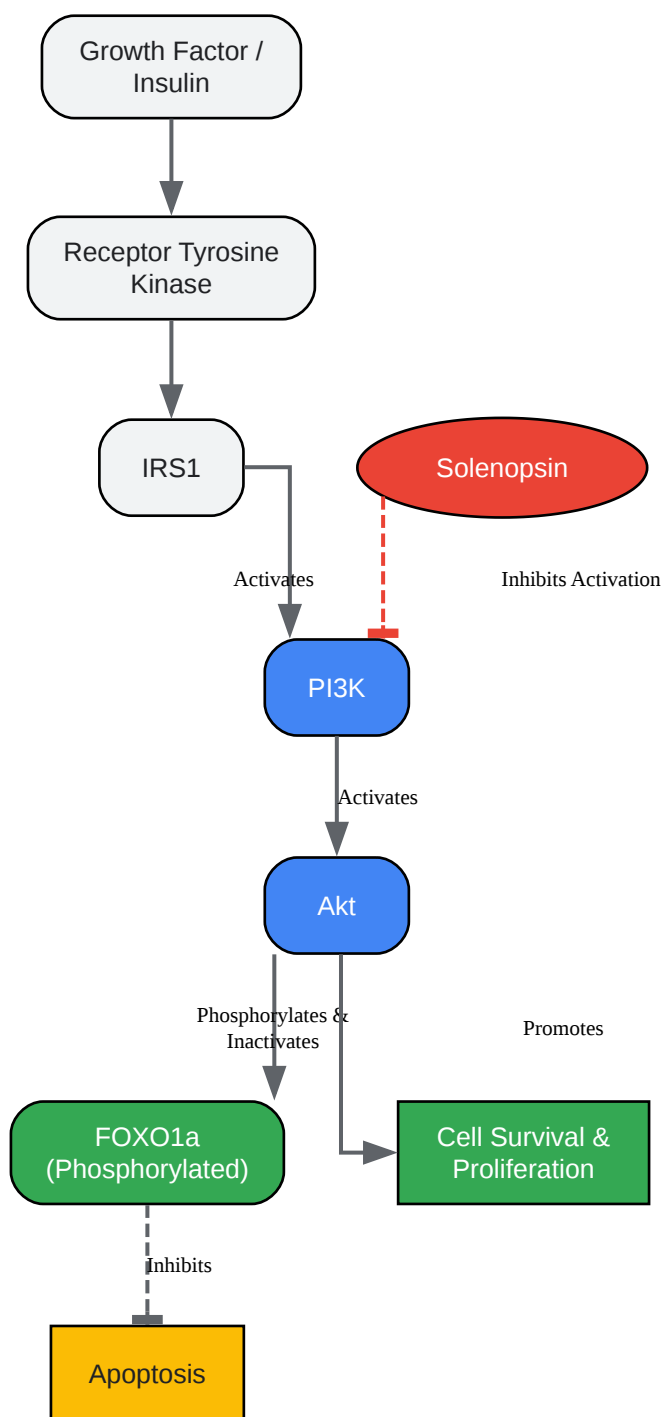 Growth Factor /
Insulin
Receptor Tyrosine
Kinase
IRS1
Solenopsin
Activates
Inhibits Activation
PI3K
Activates
Akt
Phosphorylates &
Inactivates
Promotes
FOXO1a
(Phosphorylated)
Cell Survival &
Proliferation
Inhibits
Apoptosis